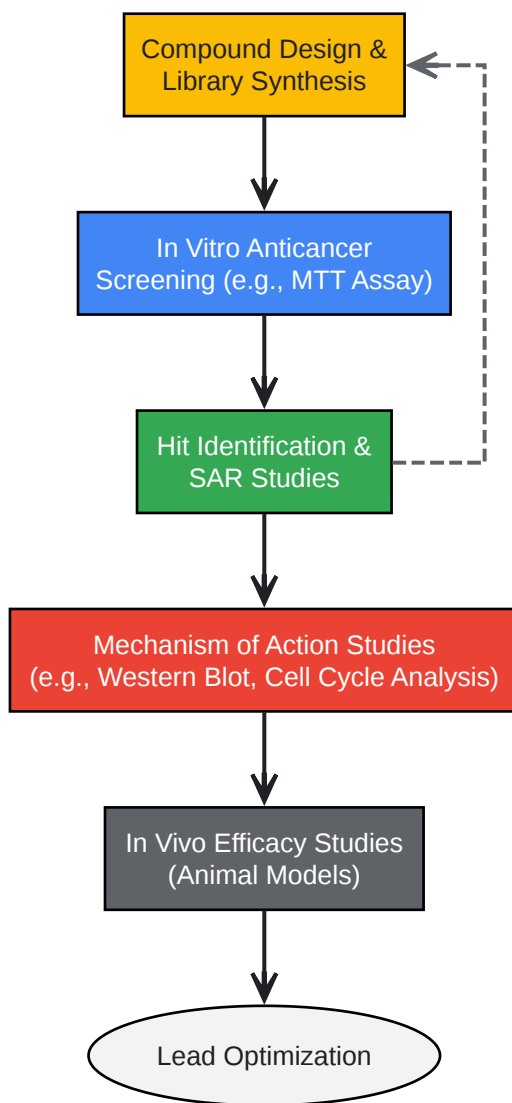 Compound Design &
Library Synthesis
In Vitro Anticancer
Screening (e.g., MTT Assay)
Hit Identification &
SAR Studies
Mechanism of Action Studies
(e.g., Western Blot, Cell Cycle Analysis)
In Vivo Efficacy Studies
(Animal Models)
Lead Optimization